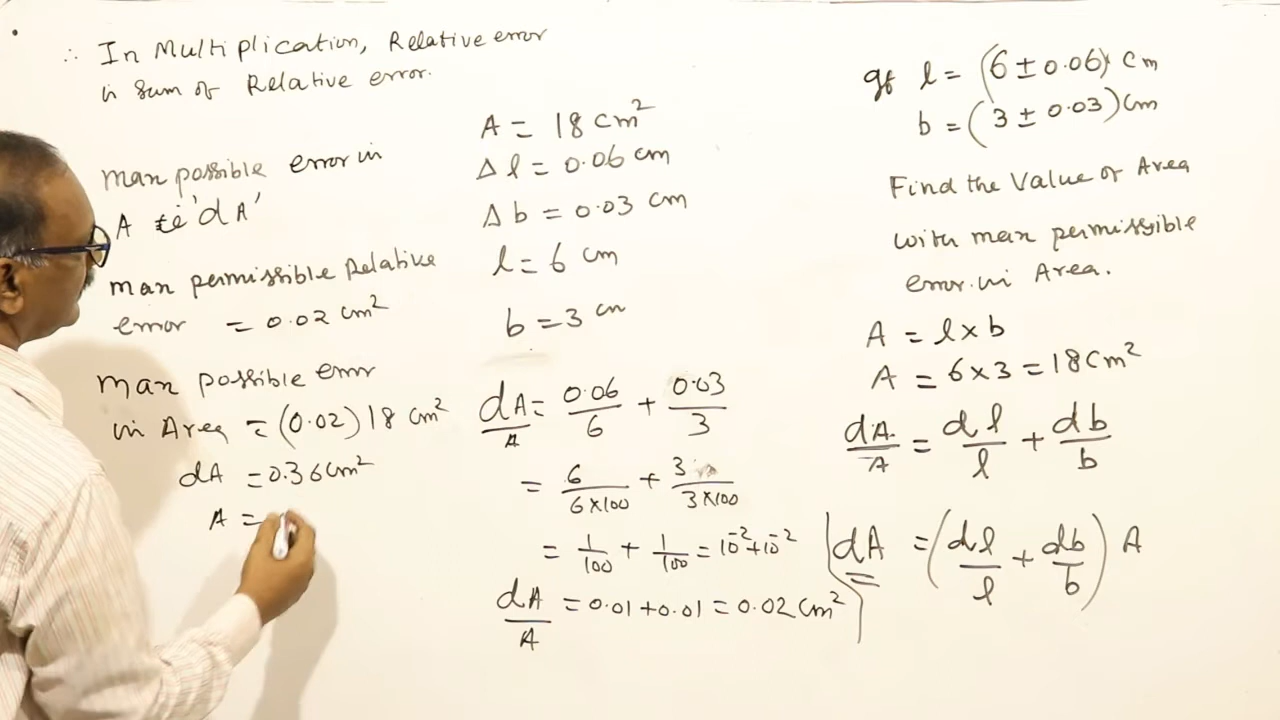 ∴ In Multiplication, Relative error
is Sum of Relative error.
man possible error in
A is 'dA'
man permissible Relative
error = 0.02 cm²
man possible error
in Area = (0.02) 18 cm²
dA = 0.36 cm²
A =
A = 18 cm²
Δl = 0.06 cm
Δb = 0.03 cm
l = 6 cm
b = 3 cm
dA/A = 0.06/6 + 0.03/3
= 6/6×100 + 3/3×100
= 1/100 + 1/100 = 10⁻² + 10⁻²
dA/A = 0.01 + 0.01 = 0.02 cm²
If l = (6 ± 0.06) cm
b = (3 ± 0.03) cm
Find the Value of Area
with man permissible
error in Area.
A = l × b
A = 6 × 3 = 18 cm²
dA/A = dl/l + db/b
dA = (dl/l + db/b) A